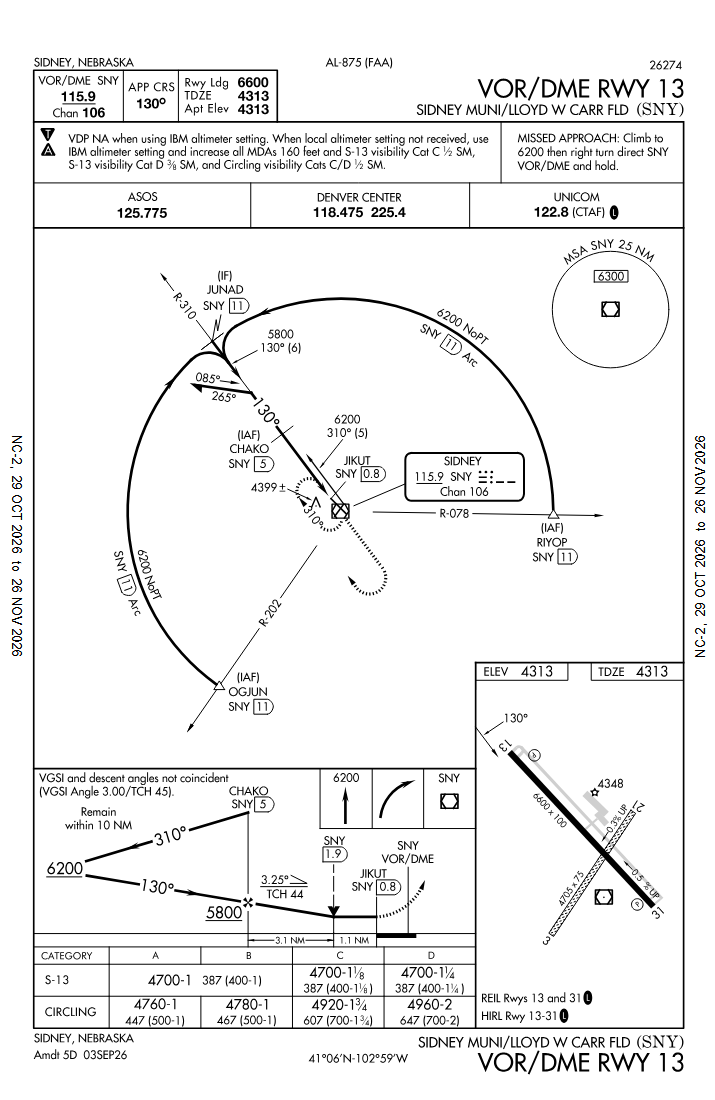 SIDNEY, NEBRASKA
AL-875 (FAA)
26274
VOR/DME SNY
115.9
Chan 106
APP CRS
130°
Rwy Ldg 6600
TDZE 4313
Apt Elev 4313
VOR/DME RWY 13
SIDNEY MUNI/LLOYD W CARR FLD (SNY)
T
A
VDP NA when using IBM altimeter setting. When local altimeter setting not received, use
IBM altimeter setting and increase all MDAs 160 feet and S-13 visibility Cat C ½ SM,
S-13 visibility Cat D ⅜ SM, and Circling visibility Cats C/D ½ SM.
MISSED APPROACH: Climb to
6200 then right turn direct SNY
VOR/DME and hold.
ASOS
125.775
DENVER CENTER
118.475 225.4
UNICOM
122.8 (CTAF) L
MSA SNY 25 NM
6300
(IF)
JUNAD
SNY 11
R-310
5800
130° (6)
6200 NoPT
SNY 11 Arc
085°
265°
130°
(IAF)
CHAKO
SNY 5
6200
310° (5)
JIKUT
SNY 0.8
4399±
310°
SIDNEY
115.9 SNY
Chan 106
R-078
(IAF)
RIYOP
SNY 11
6200 NoPT
SNY 11 Arc
R-202
(IAF)
OGJUN
SNY 11
NC-2, 29 OCT 2026 to 26 NOV 2026
NC-2, 29 OCT 2026 to 26 NOV 2026
ELEV 4313
TDZE 4313
130°
13
P
4348
6600 x 100
0.3% UP
21
4705 x 75
0.5% UP
P
31
3
REIL Rwys 13 and 31 L
HIRL Rwy 13-31 L
VGSI and descent angles not coincident
(VGSI Angle 3.00/TCH 45).
CHAKO
SNY 5
Remain
within 10 NM
310°
6200
130°
5800
3.25°
TCH 44
6200
SNY
SNY
1.9
JIKUT
SNY 0.8
SNY
VOR/DME
3.1 NM
1.1 NM
CATEGORY A B C D
S-13 4700-1 387 (400-1) 4700-1⅛ 387 (400-1⅛) 4700-1¼ 387 (400-1¼)
CIRCLING 4760-1 447 (500-1) 4780-1 467 (500-1) 4920-1¾ 607 (700-1¾) 4960-2 647 (700-2)
SIDNEY, NEBRASKA
Amdt 5D 03SEP26
41°06'N-102°59'W
SIDNEY MUNI/LLOYD W CARR FLD (SNY)
VOR/DME RWY 13